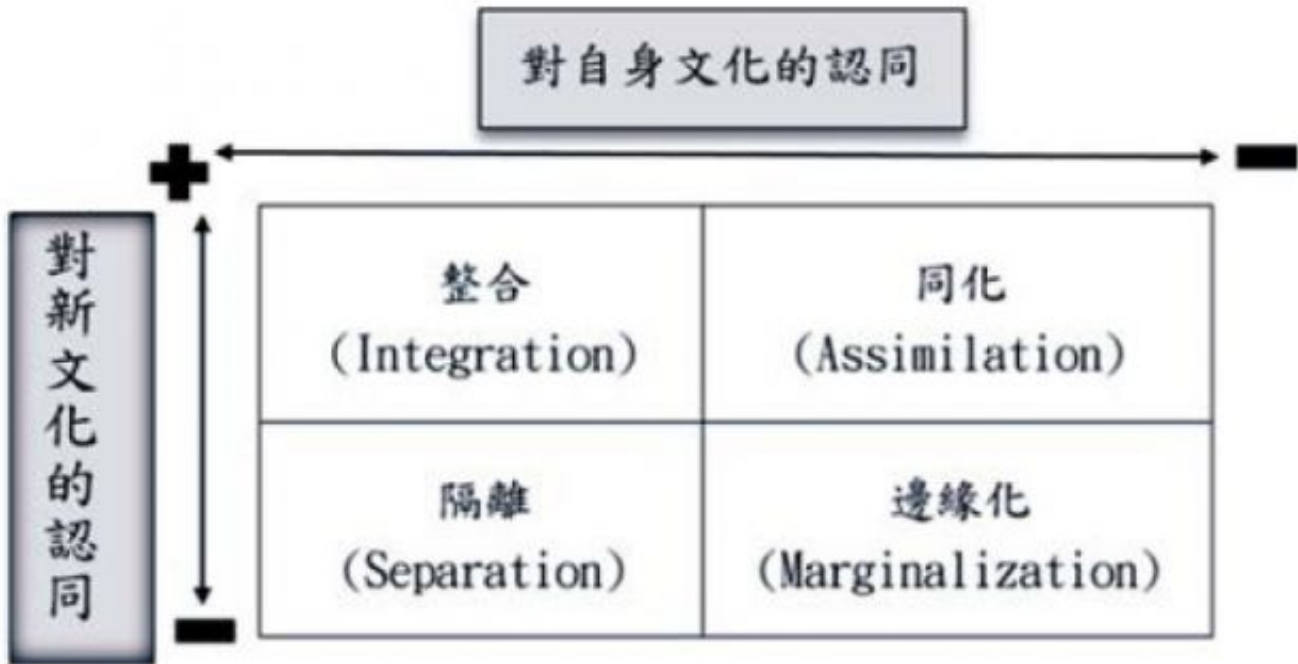 對自身文化的認同
對新文化的認同
整合
(Integration)
同化
(Assimilation)
隔離
(Separation)
邊緣化
(Marginalization)